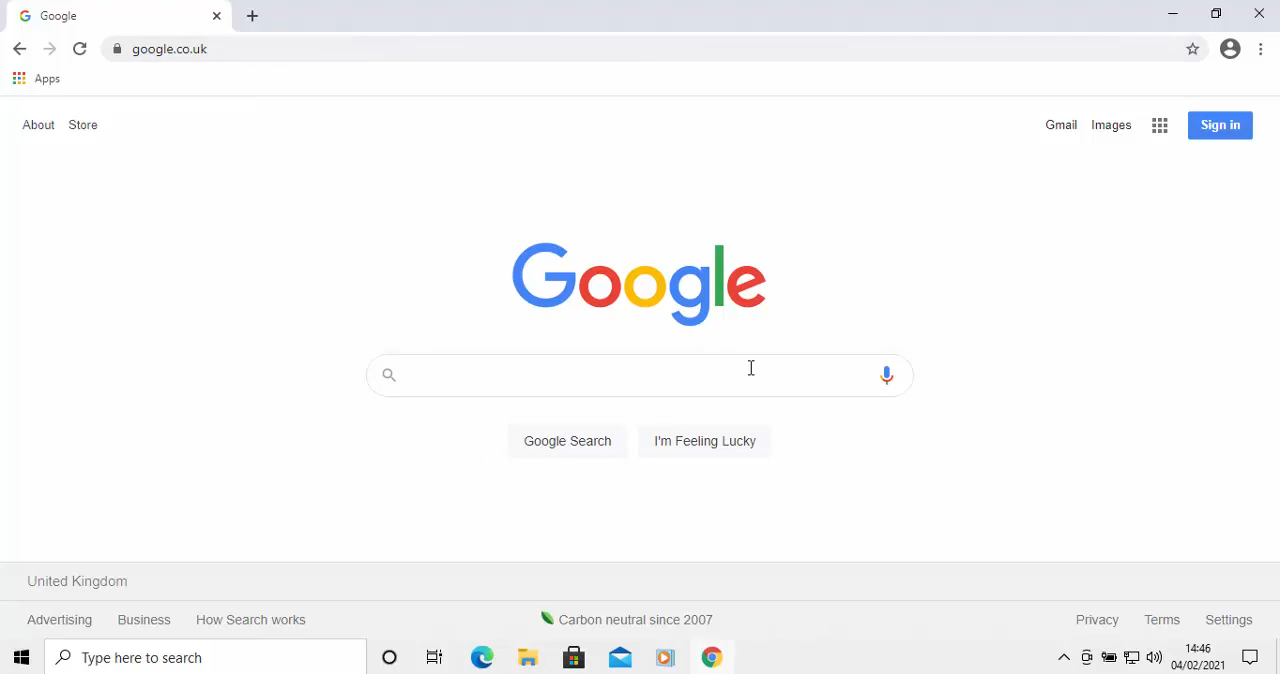 Google
google.co.uk
Apps
About Store
Gmail Images Sign in
Google
Google Search I'm Feeling Lucky
United Kingdom
Advertising Business How Search works
Carbon neutral since 2007
Privacy Terms Settings
Type here to search
14:46
04/02/2021